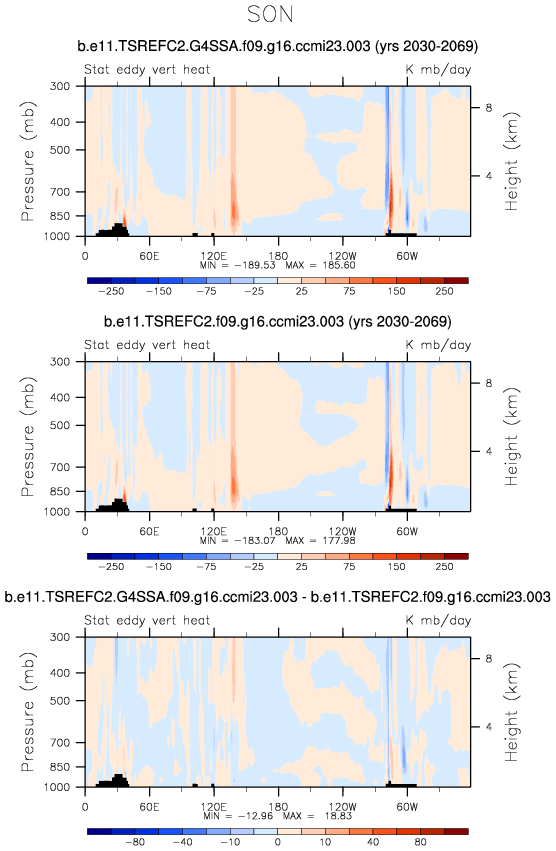 SON
b.e11.TSREFC2.G4SSA.f09.g16.ccmi23.003 (yrs 2030-2069)
Stat eddy vert heat K mb/day
300
400
500
700
850
1000
Pressure (mb)
8
4
Height (km)
0 60E 120E 180 120W 60W
MIN = -189.53 MAX = 185.60
-250 -150 -75 -25 25 75 150 250
b.e11.TSREFC2.f09.g16.ccmi23.003 (yrs 2030-2069)
Stat eddy vert heat K mb/day
300
400
500
700
850
1000
Pressure (mb)
8
4
Height (km)
0 60E 120E 180 120W 60W
MIN = -183.07 MAX = 177.98
-250 -150 -75 -25 25 75 150 250
b.e11.TSREFC2.G4SSA.f09.g16.ccmi23.003 - b.e11.TSREFC2.f09.g16.ccmi23.003
Stat eddy vert heat K mb/day
300
400
500
700
850
1000
Pressure (mb)
8
4
Height (km)
0 60E 120E 180 120W 60W
MIN = -12.96 MAX = 18.83
-80 -40 -10 0 10 40 80